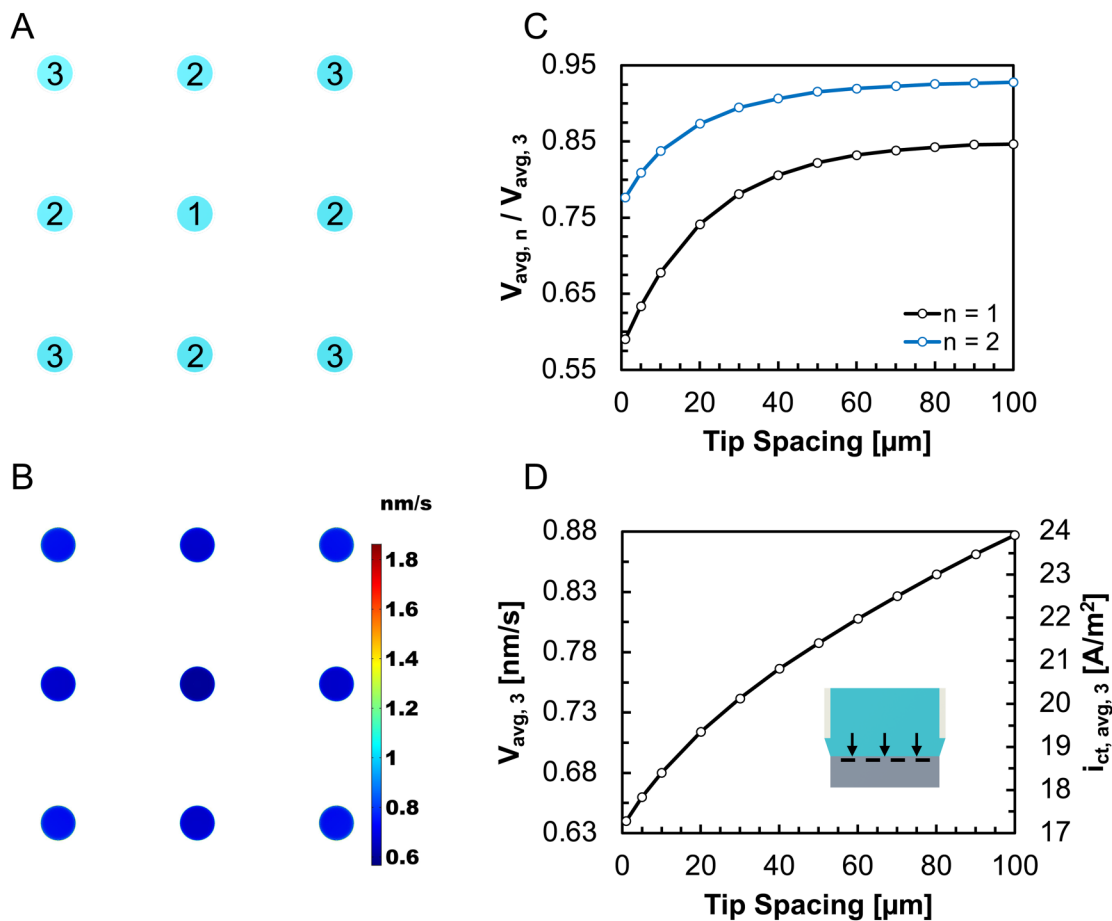 A
3 2 3
2 1 2
3 2 3
B
nm/s
1.8
1.6
1.4
1.2
1
0.8
0.6
C
V avg, n / V avg, 3
0.95
0.85
0.75
0.65
0.55
n = 1
n = 2
0 20 40 60 80 100
Tip Spacing [µm]
D
V avg, 3 [nm/s]
0.88
0.83
0.78
0.73
0.68
0.63
24
23
22
21
20
19
18
17
i ct, avg, 3 [A/m²]
0 20 40 60 80 100
Tip Spacing [µm]